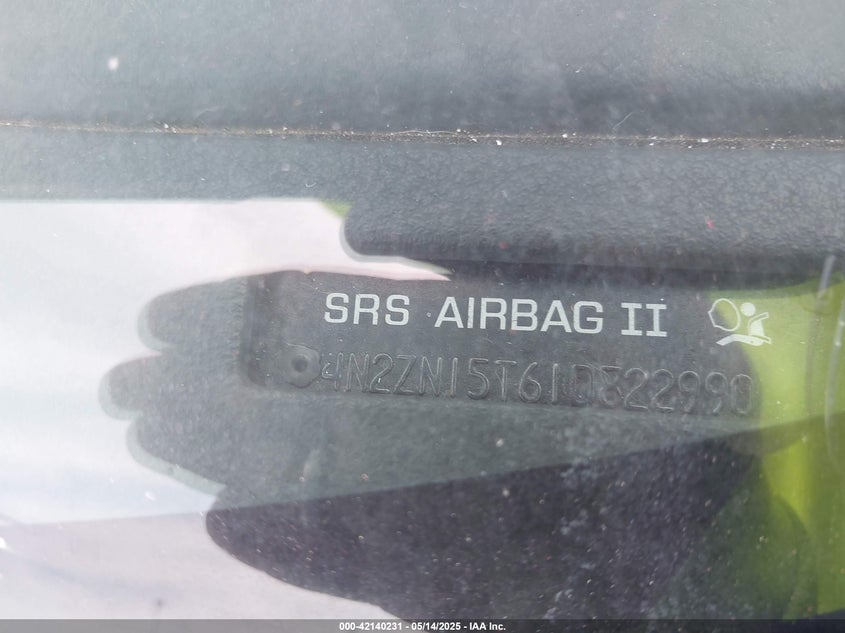 SRS AIRBAG II
4N2ZN15T61D822990
000-42140231 - 05/14/2025 - IAA Inc.